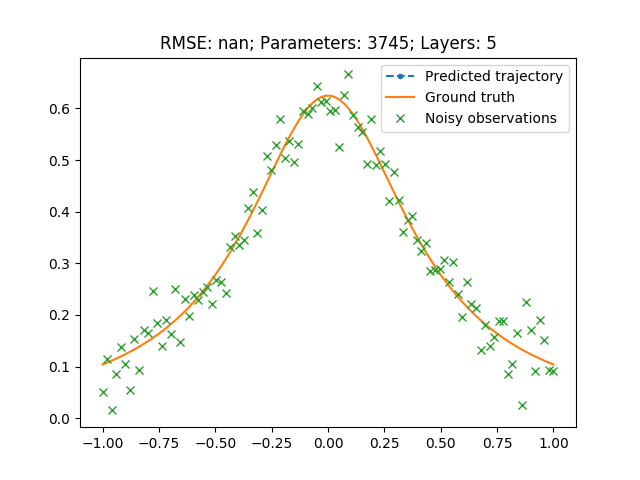 RMSE: nan; Parameters: 3745; Layers: 5
Predicted trajectory
Ground truth
Noisy observations
0.6
0.5
0.4
0.3
0.2
0.1
0.0
−1.00 −0.75 −0.50 −0.25 0.00 0.25 0.50 0.75 1.00